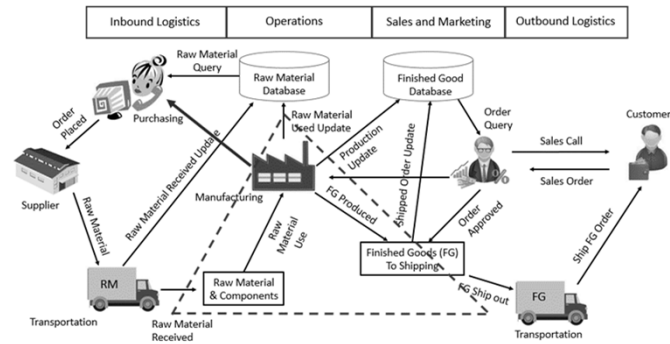 Inbound Logistics
Operations
Sales and Marketing
Outbound Logistics
Raw Material
Query
Raw Material
Database
Finished Good
Database
Order
Placed
Purchasing
Raw Material
Used Update
Order
Query
Customer
Sales Call
Sales Order
Supplier
Raw Material Received Update
Manufacturing
Production
Update
Shipped Order Update
FG Produced
Order
Approved
Raw Material
Raw
Material
Use
Finished Goods (FG)
To Shipping
Ship FG Order
RM
Raw Material
& Components
FG Ship out
FG
Transportation
Raw Material
Received
Transportation
%